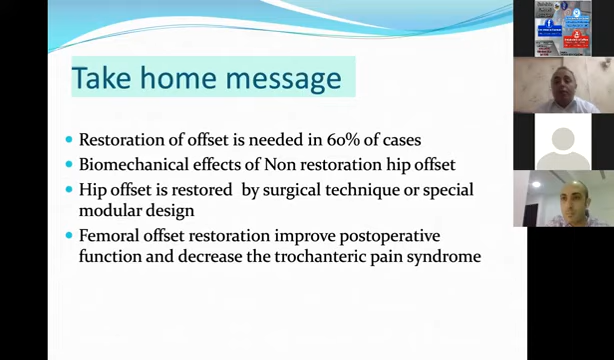 Take home message
Restoration of offset is needed in 60% of cases
Biomechanical effects of Non restoration hip offset
Hip offset is restored by surgical technique or special
modular design
Femoral offset restoration improve postoperative
function and decrease the trochanteric pain syndrome